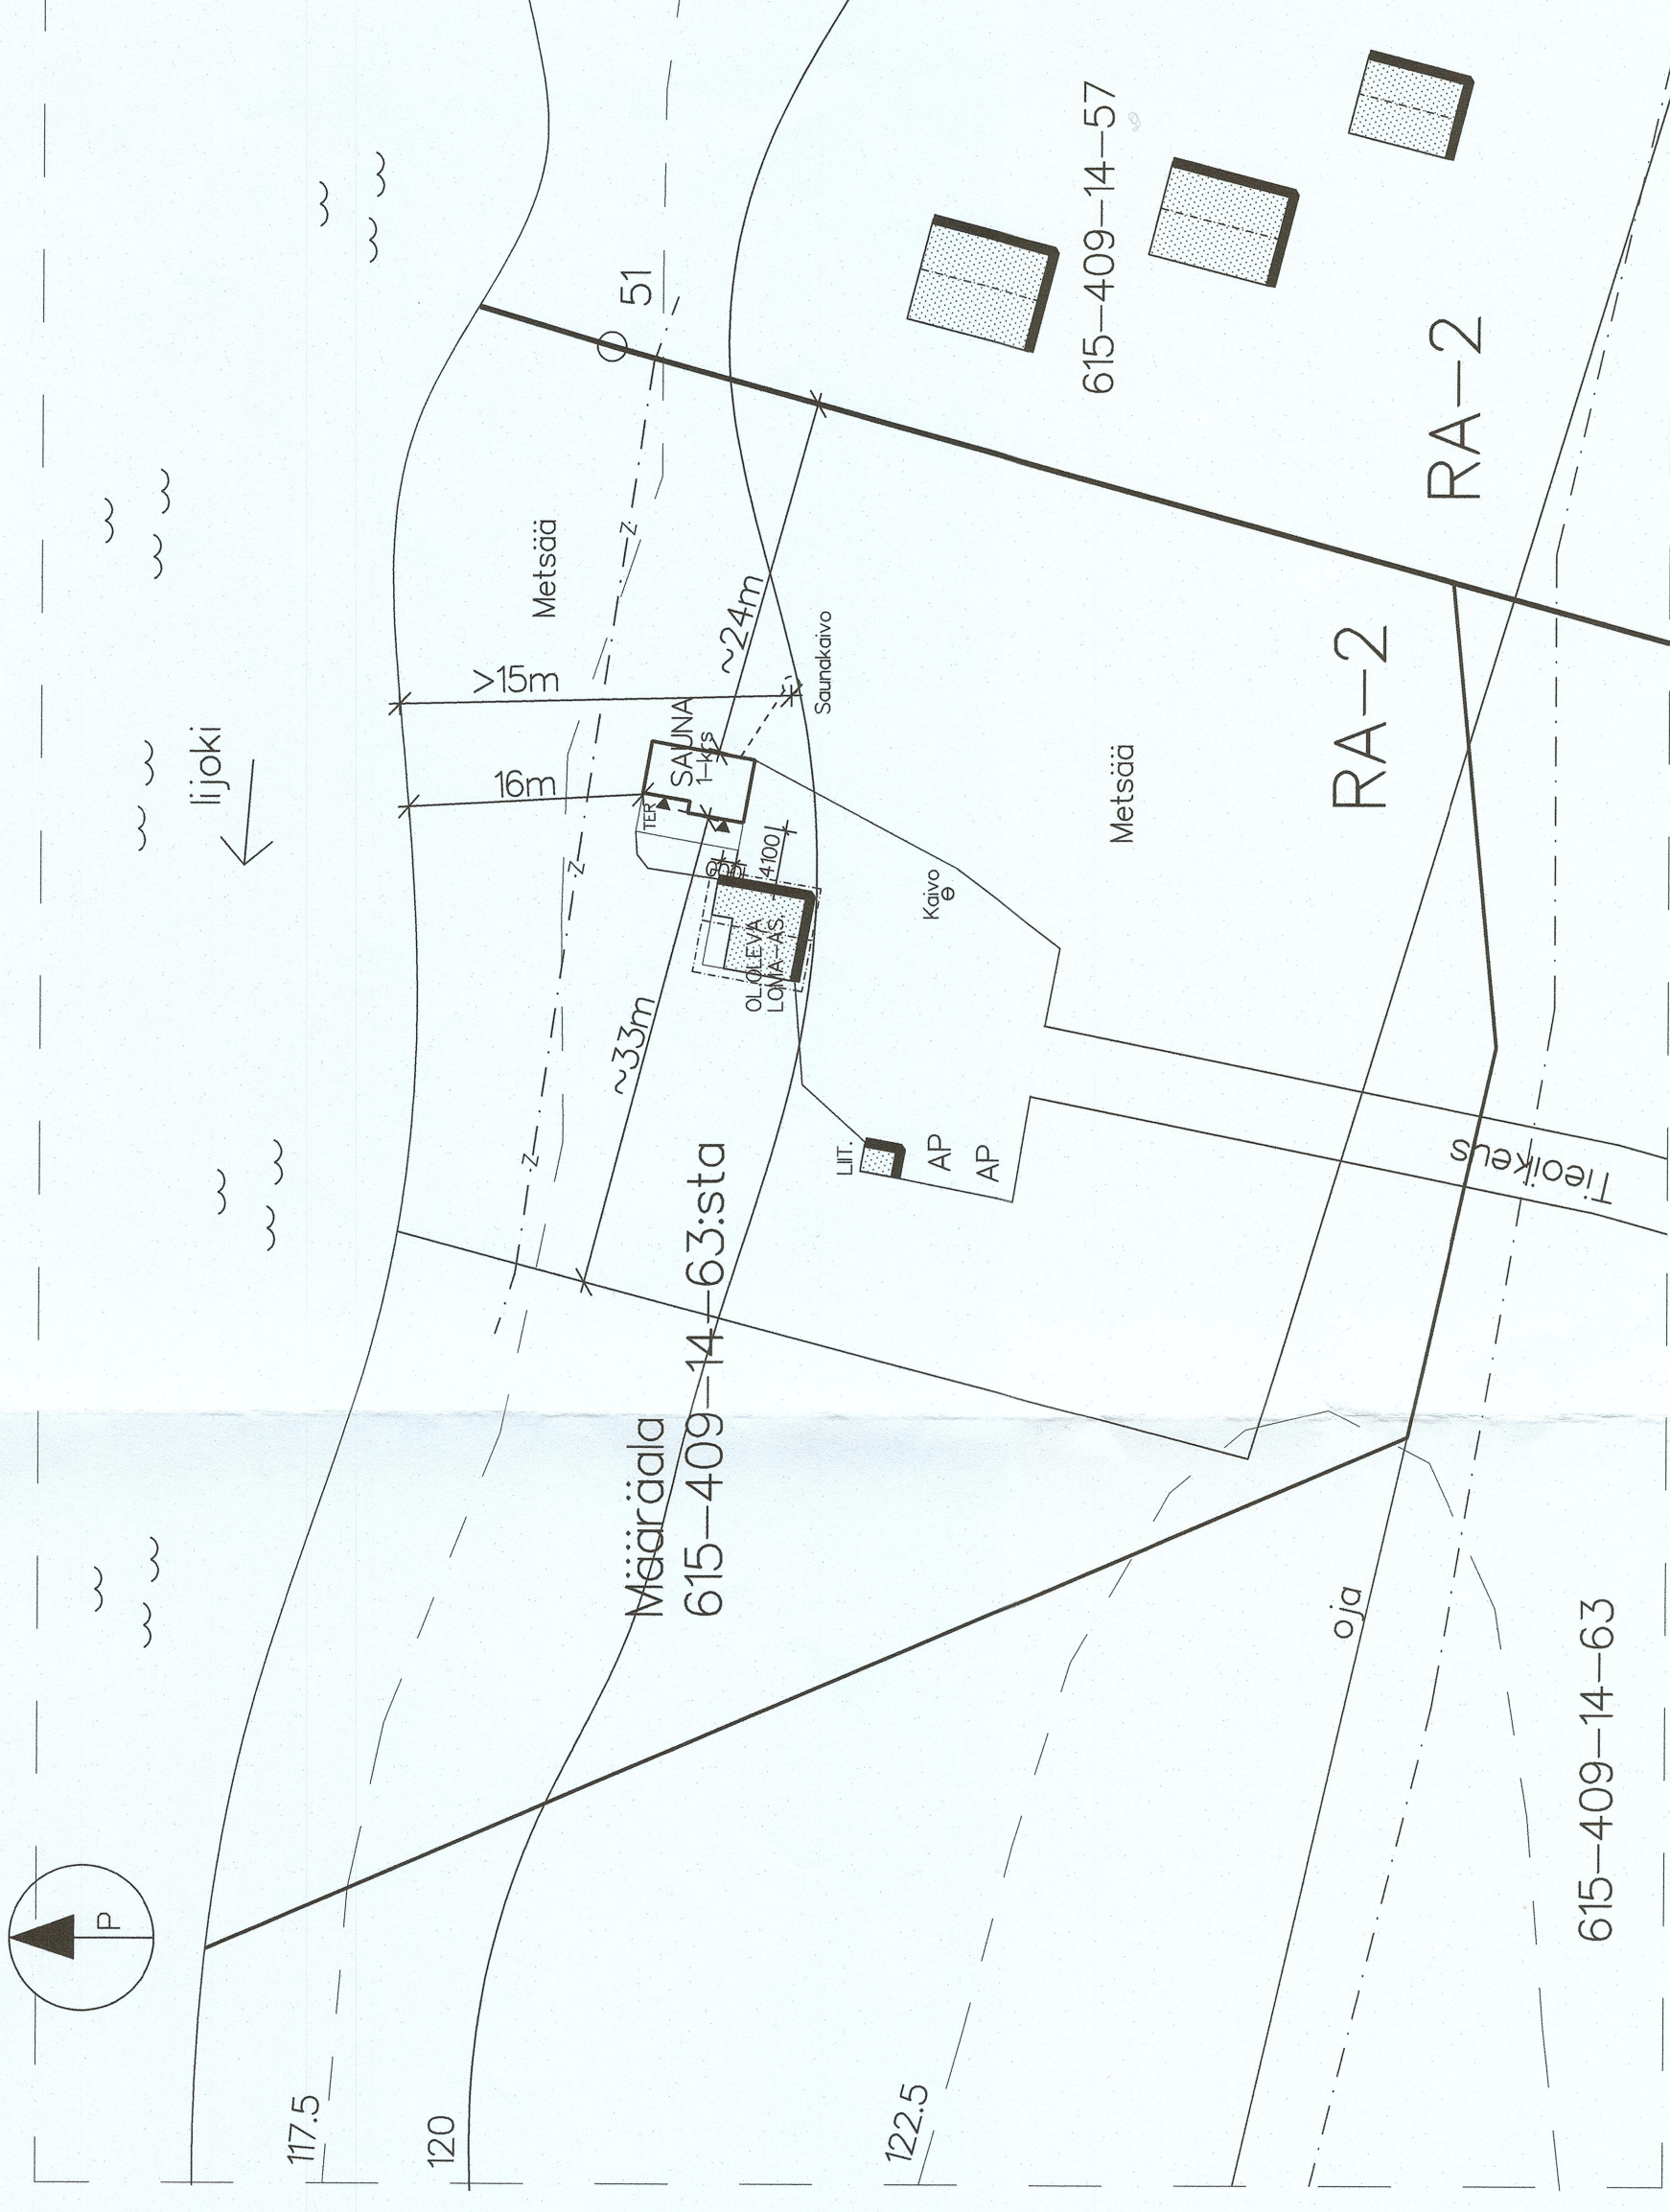 Iijoki
P
117.5
120
122.5
51
Metsää
>15m
16m
~24m
~33m
SAUNA
1-krs
TER
4100
Saunakaivo
OL.OLEVA
LOMA-AS.
Kaivo
LIIT.
AP
AP
Metsää
Määräala
615-409-14-63:sta
615-409-14-57
RA-2
RA-2
Tieoikeus
oja
615-409-14-63
z
z
z